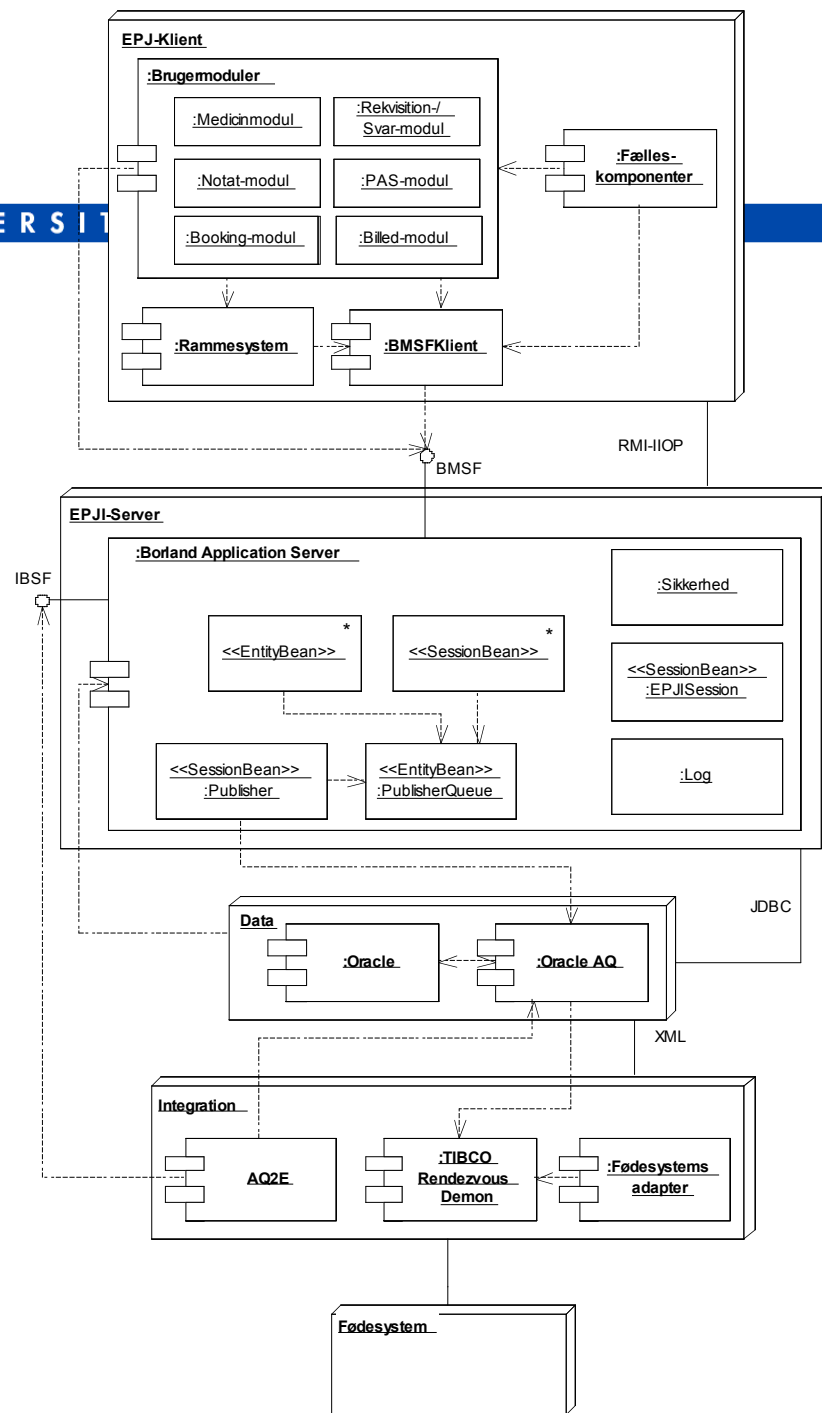 EPJ-Klient
:Brugermoduler
:Medicinmodul
:Rekvisition-/
Svar-modul
:Fælles-
komponenter
:Notat-modul
:PAS-modul
E R S I T
:Booking-modul
:Billed-modul
:Rammesystem
:BMSFKlient
RMI-IIOP
BMSF
EPJI-Server
:Borland Application Server
IBSF
:Sikkerhed
*
<<EntityBean>>
*
<<SessionBean>>
<<SessionBean>>
:EPJISession
<<SessionBean>>
:Publisher
<<EntityBean>>
:PublisherQueue
:Log
JDBC
Data
:Oracle
:Oracle AQ
XML
Integration
AQ2E
:TIBCO
Rendezvous
Demon
:Fødesystems
adapter
Fødesystem